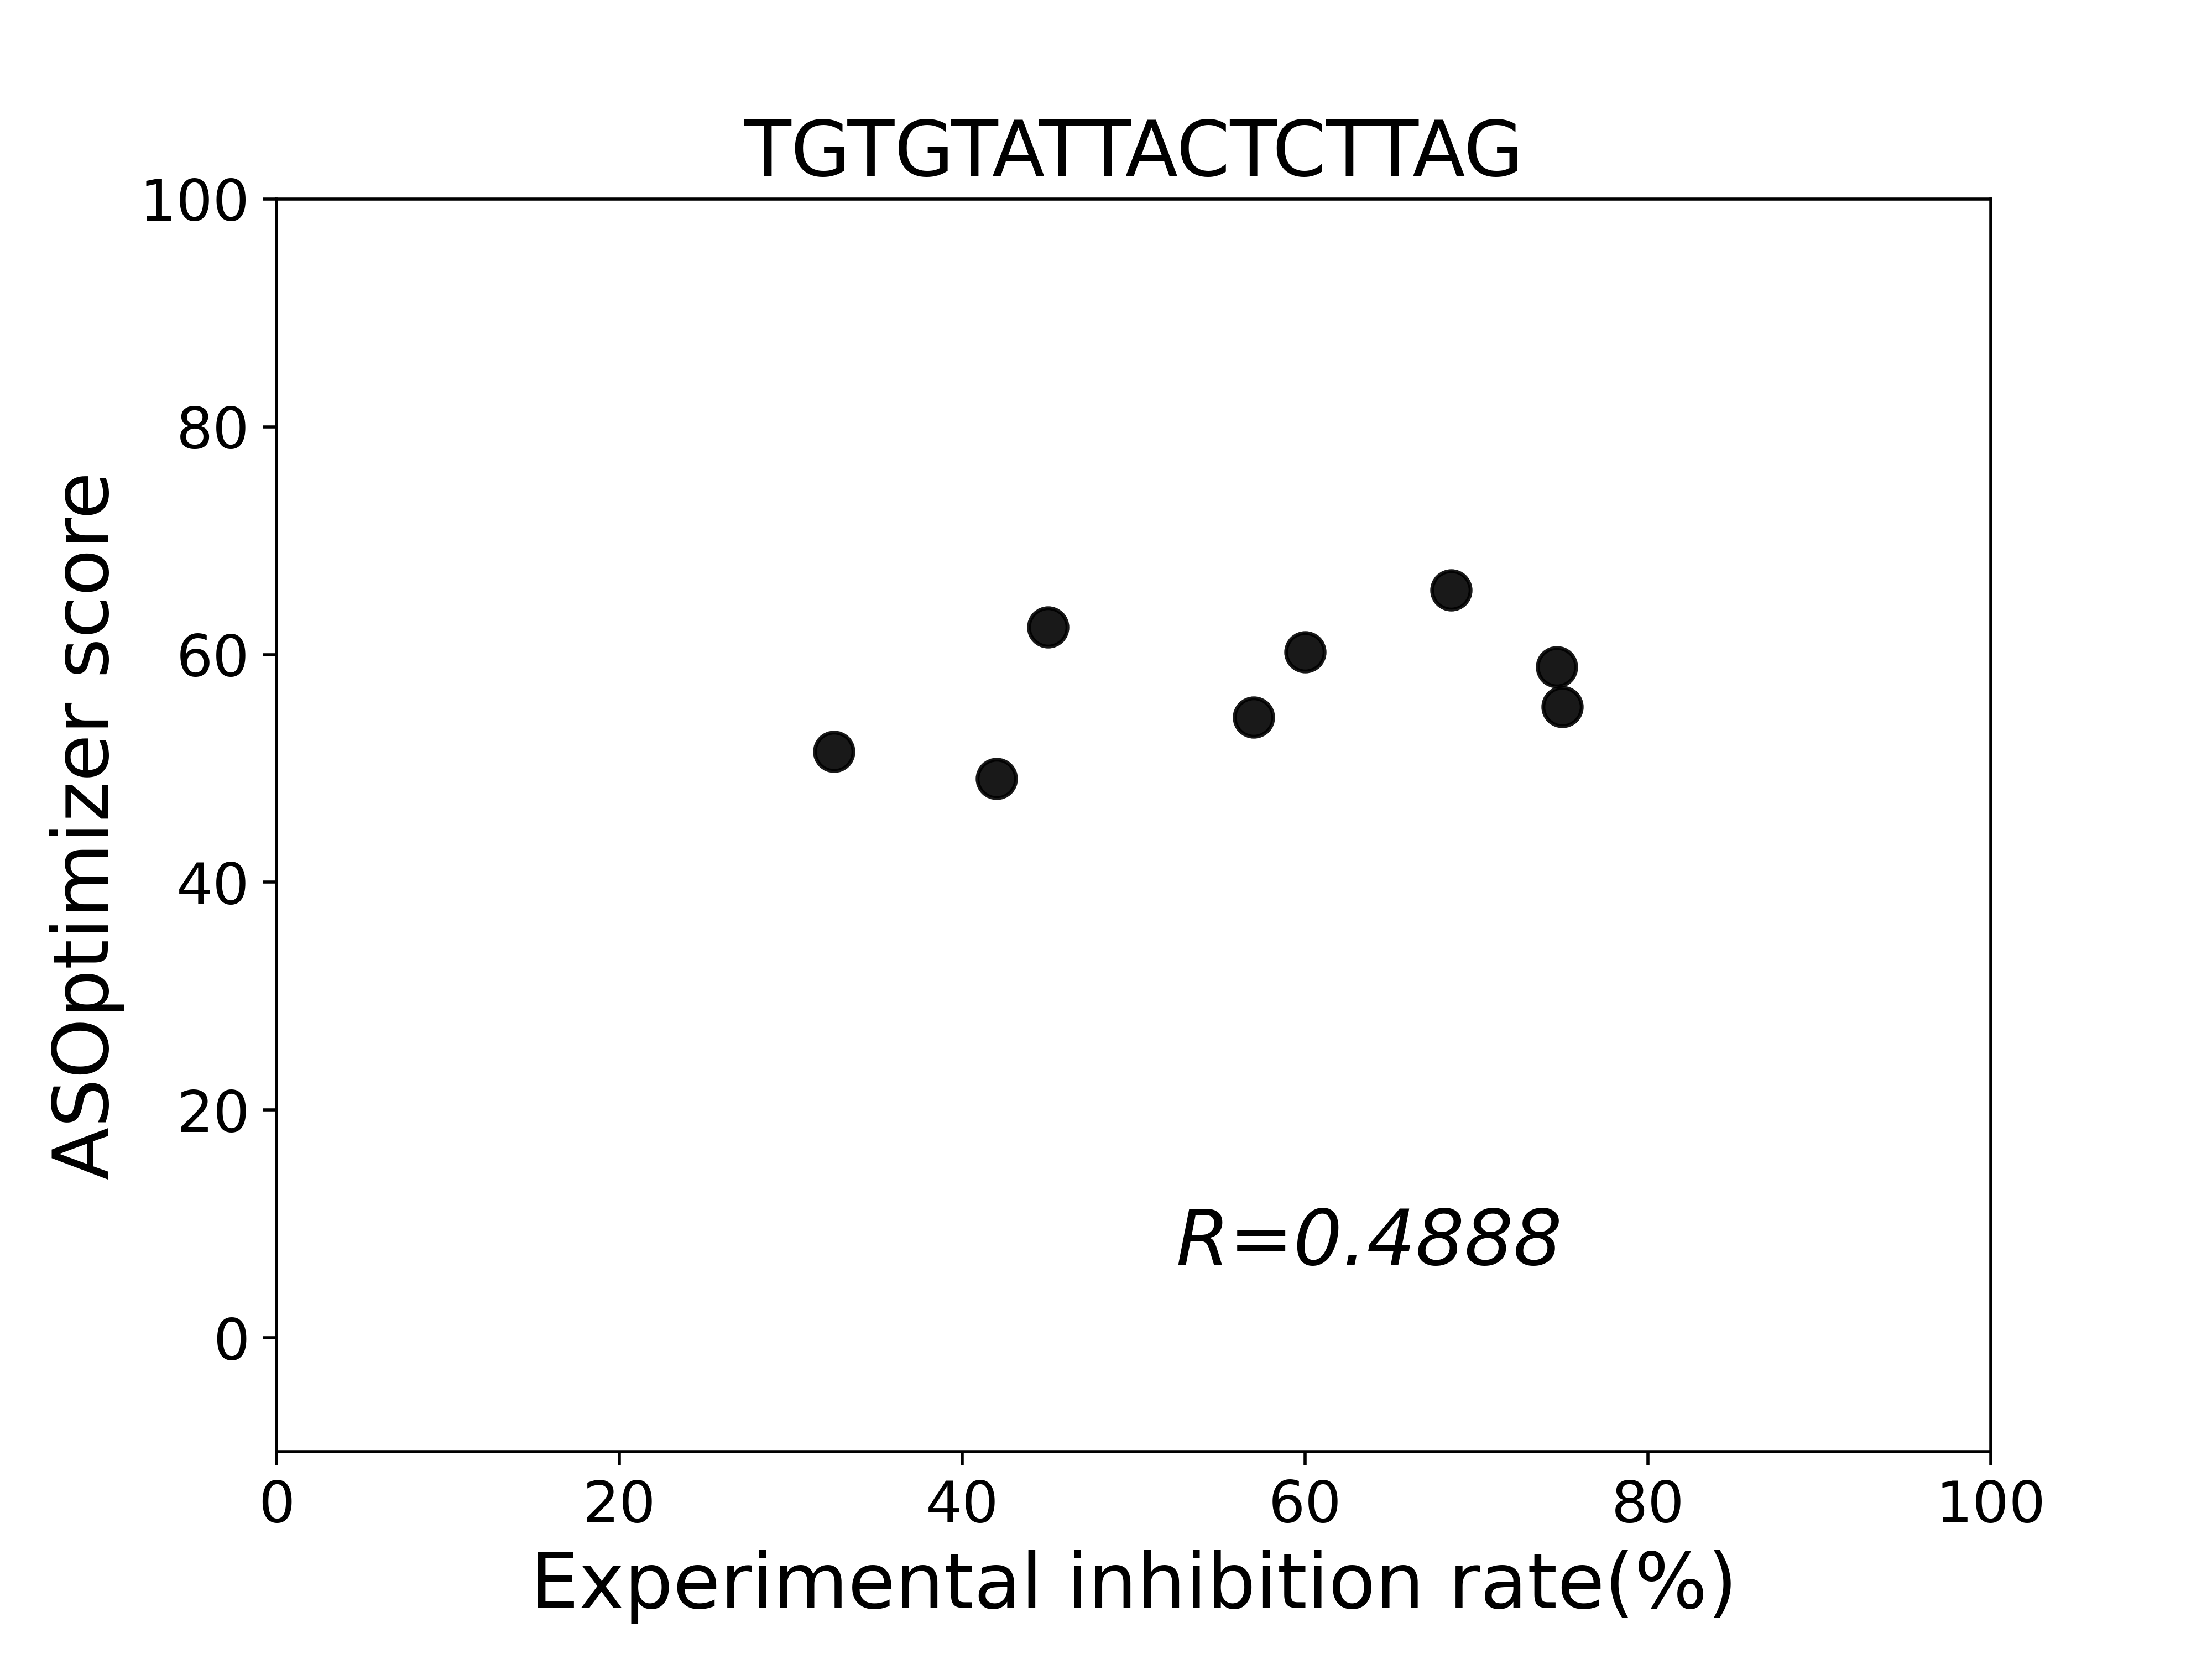 TGTGTATTACTCTTAG
100
80
60
40
20
0
ASOptimizer score
R=0.4888
0 20 40 60 80 100
Experimental inhibition rate(%)